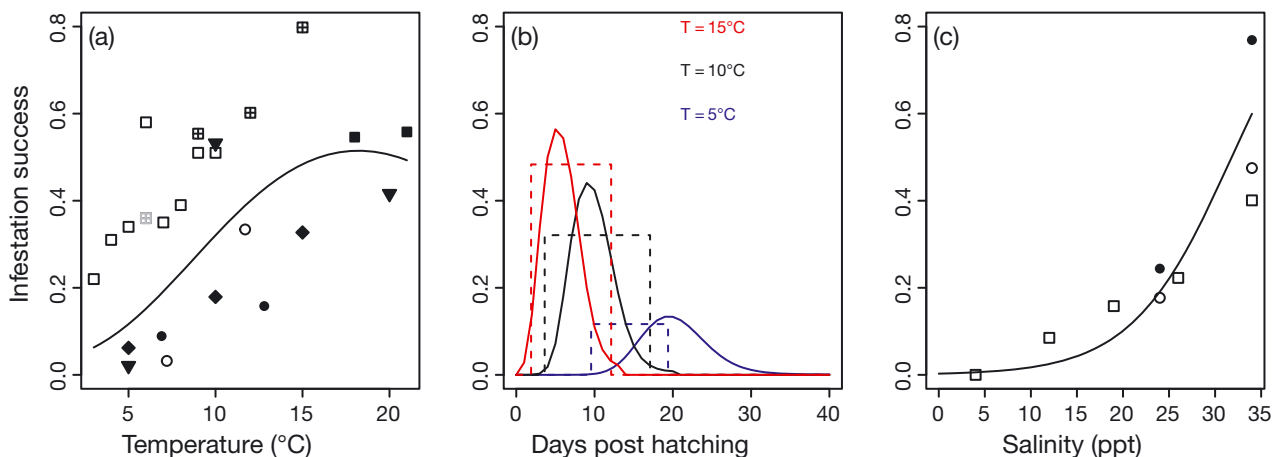 (a)
Infestation success
0.8
0.6
0.4
0.2
0.0
5 10 15 20
Temperature (°C)
(b)
T = 15°C
T = 10°C
T = 5°C
0.8
0.6
0.4
0.2
0.0
0 10 20 30 40
Days post hatching
(c)
0.8
0.6
0.4
0.2
0.0
0 5 10 15 20 25 30 35
Salinity (ppt)